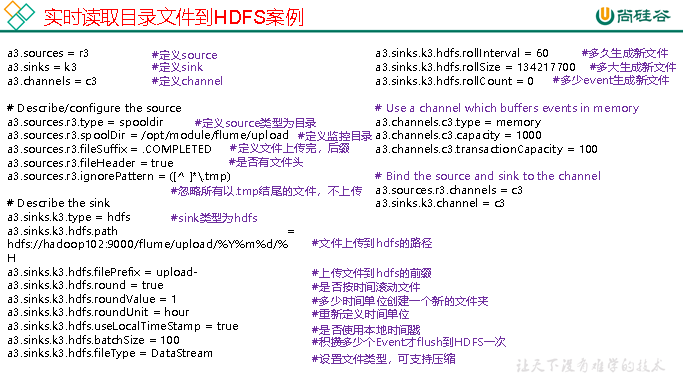 实时读取目录文件到HDFS案例
尚硅谷
a3.sources = r3 #定义source
a3.sinks = k3 #定义sink
a3.channels = c3 #定义channel
# Describe/configure the source
a3.sources.r3.type = spooldir #定义source类型为目录
a3.sources.r3.spoolDir = /opt/module/flume/upload #定义监控目录
a3.sources.r3.fileSuffix = .COMPLETED #定义文件上传完，后缀
a3.sources.r3.fileHeader = true #是否有文件头
a3.sources.r3.ignorePattern = ([^ ]*\.tmp)
#忽略所有以.tmp结尾的文件，不上传
# Describe the sink
a3.sinks.k3.type = hdfs #sink类型为hdfs
a3.sinks.k3.hdfs.path =
hdfs://hadoop102:9000/flume/upload/%Y%m%d/% #文件上传到hdfs的路径
H
a3.sinks.k3.hdfs.filePrefix = upload- #上传文件到hdfs的前缀
a3.sinks.k3.hdfs.round = true #是否按时间滚动文件
a3.sinks.k3.hdfs.roundValue = 1 #多少时间单位创建一个新的文件夹
a3.sinks.k3.hdfs.roundUnit = hour #重新定义时间单位
a3.sinks.k3.hdfs.useLocalTimeStamp = true #是否使用本地时间戳
a3.sinks.k3.hdfs.batchSize = 100 #积攒多少个Event才flush到HDFS一次
a3.sinks.k3.hdfs.fileType = DataStream #设置文件类型，可支持压缩
a3.sinks.k3.hdfs.rollInterval = 60 #多久生成新文件
a3.sinks.k3.hdfs.rollSize = 134217700 #多大生成新文件
a3.sinks.k3.hdfs.rollCount = 0 #多少event生成新文件
# Use a channel which buffers events in memory
a3.channels.c3.type = memory
a3.channels.c3.capacity = 1000
a3.channels.c3.transactionCapacity = 100
# Bind the source and sink to the channel
a3.sources.r3.channels = c3
a3.sinks.k3.channel = c3
让天下没有难学的技术